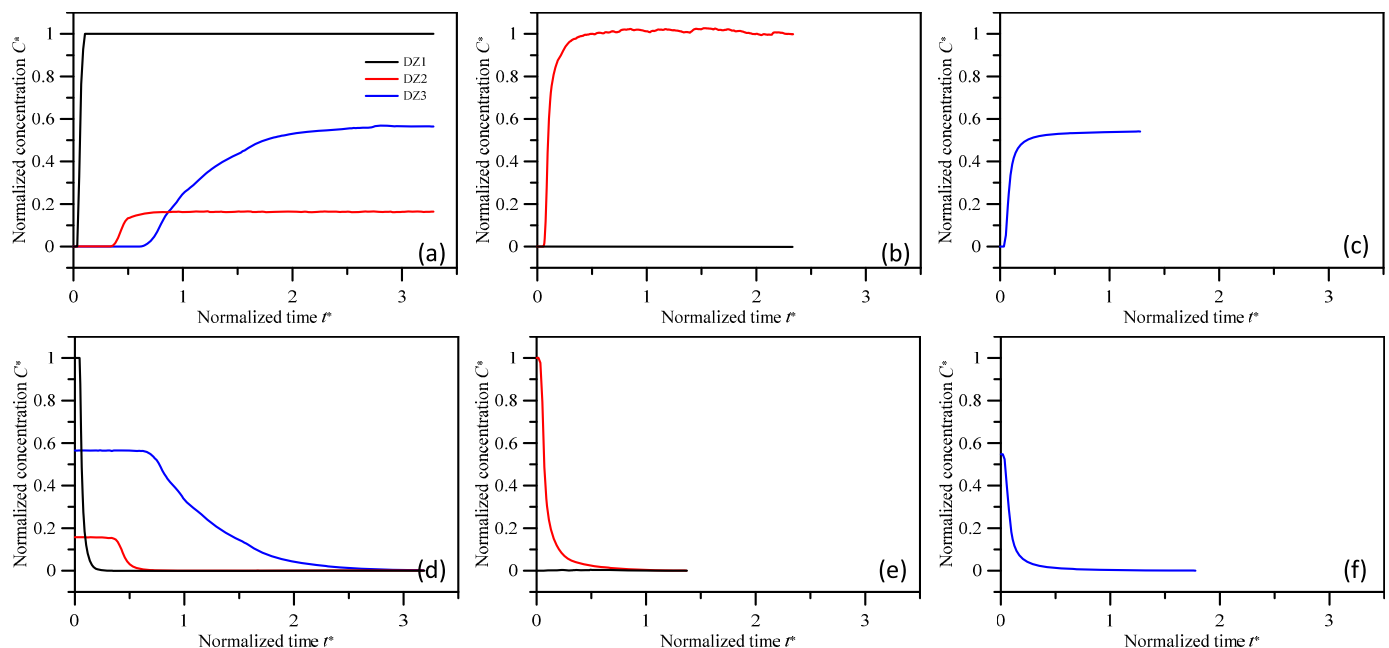 Normalized concentration C*
1
0.8
0.6
0.4
0.2
0
DZ1
DZ2
DZ3
(a)
0 1 2 3
Normalized time t*
Normalized concentration C*
1
0.8
0.6
0.4
0.2
0
(b)
0 1 2 3
Normalized time t*
Normalized concentration C*
1
0.8
0.6
0.4
0.2
0
(c)
0 1 2 3
Normalized time t*
Normalized concentration C*
1
0.8
0.6
0.4
0.2
0
(d)
0 1 2 3
Normalized time t*
Normalized concentration C*
1
0.8
0.6
0.4
0.2
0
(e)
0 1 2 3
Normalized time t*
Normalized concentration C*
1
0.8
0.6
0.4
0.2
0
(f)
0 1 2 3
Normalized time t*